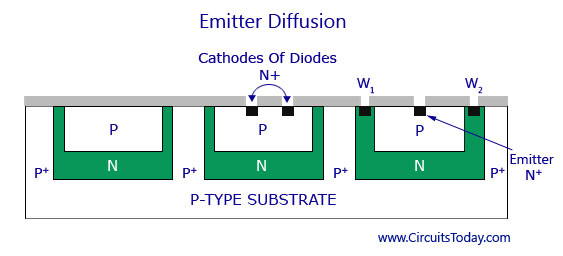 Emitter Diffusion
Cathodes Of Diodes
N+
W1
W2
P
P
P
N
N
N
P+
P+
P+
P+
Emitter
N+
P-TYPE SUBSTRATE
www.CircuitsToday.com